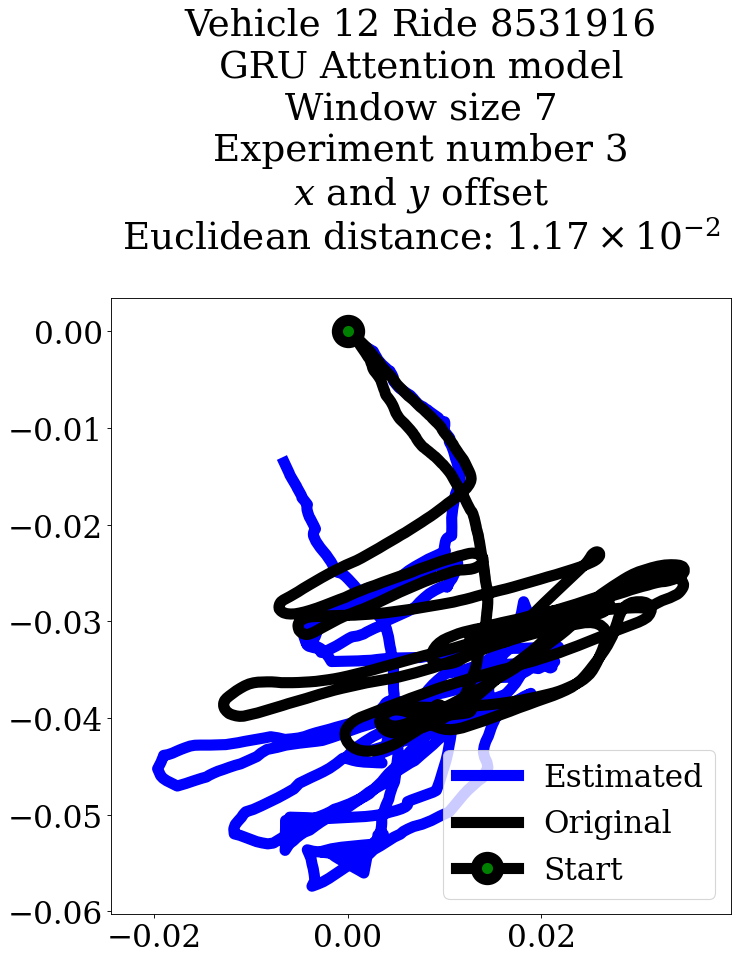 Vehicle 12 Ride 8531916
GRU Attention model
Window size 7
Experiment number 3
x and y offset
Euclidean distance: 1.17 × 10⁻²
0.00
−0.01
−0.02
−0.03
−0.04
−0.05
−0.06
Estimated
Original
Start
−0.02
0.00
0.02